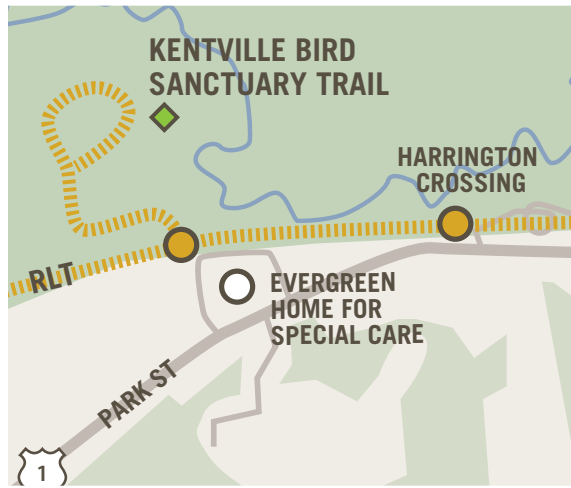 KENTVILLE BIRD
SANCTUARY TRAIL
HARRINGTON
CROSSING
RLT
EVERGREEN
HOME FOR
SPECIAL CARE
PARK ST
1